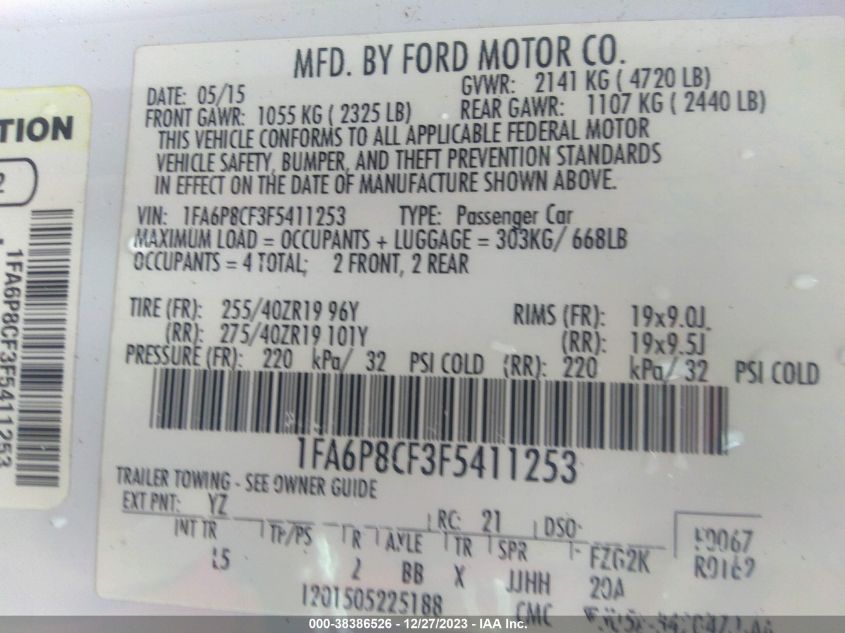 MFD. BY FORD MOTOR CO.
DATE: 05/15 GVWR: 2141 KG ( 4720 LB)
FRONT GAWR: 1055 KG ( 2325 LB) REAR GAWR: 1107 KG ( 2440 LB)
THIS VEHICLE CONFORMS TO ALL APPLICABLE FEDERAL MOTOR
VEHICLE SAFETY, BUMPER, AND THEFT PREVENTION STANDARDS
IN EFFECT ON THE DATE OF MANUFACTURE SHOWN ABOVE.
VIN: 1FA6P8CF3F5411253 TYPE: Passenger Car
MAXIMUM LOAD = OCCUPANTS + LUGGAGE = 303KG/ 668LB
OCCUPANTS = 4 TOTAL; 2 FRONT, 2 REAR
TIRE (FR): 255/40ZR19 96Y RIMS (FR): 19x9.0J
(RR): 275/40ZR19 101Y (RR): 19x9.5J
PRESSURE (FR): 220 kPa/ 32 PSI COLD (RR): 220 kPa/ 32 PSI COLD
1FA6P8CF3F5411253
TRAILER TOWING - SEE OWNER GUIDE
EXT PNT: YZ RC: 21 DSO:
INT TR TP/PS R AXLE TR SPR FZG2K
BB X JJHH 20A
1201505225188 CMC
TION
2
1FA6P8CF3F5411253
000-38386526 - 12/27/2023 - IAA Inc.